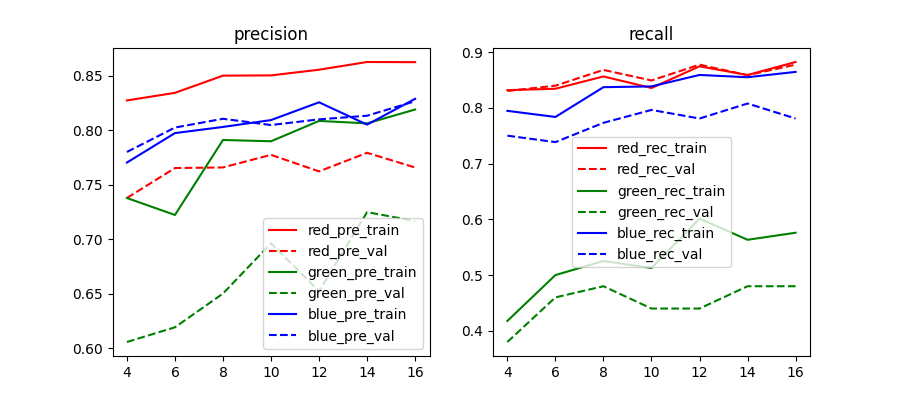 precision
0.85
0.80
0.75
0.70
0.65
0.60
4 6 8 10 12 14 16
red_pre_train
red_pre_val
green_pre_train
green_pre_val
blue_pre_train
blue_pre_val
recall
0.9
0.8
0.7
0.6
0.5
0.4
4 6 8 10 12 14 16
red_rec_train
red_rec_val
green_rec_train
green_rec_val
blue_rec_train
blue_rec_val